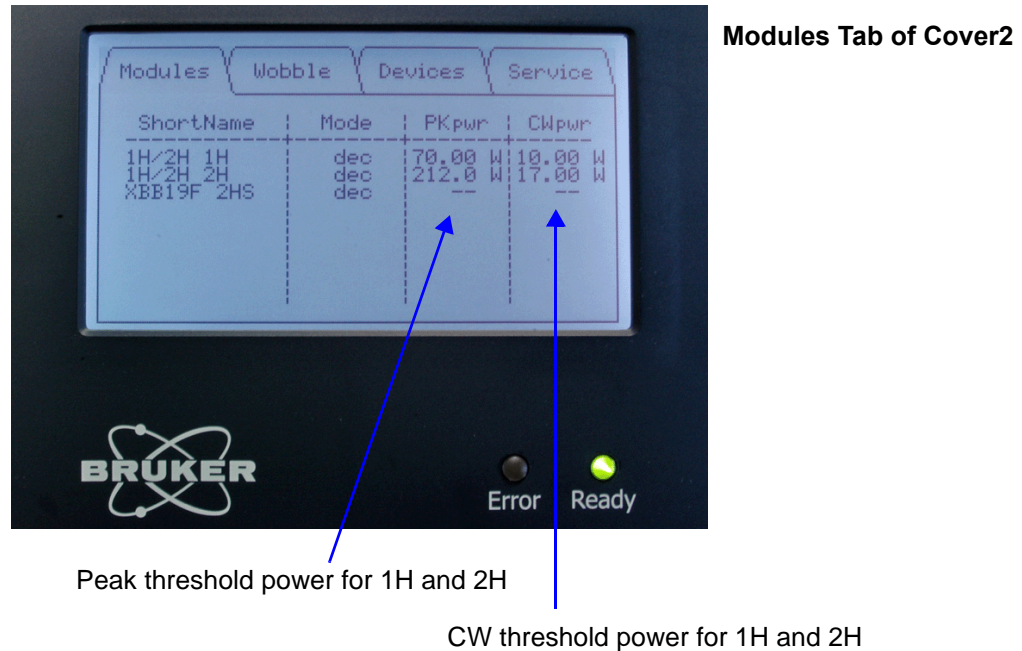 Modules Tab of Cover2
Modules Wobble Devices Service
ShortName Mode PKpwr CWpwr
1H/2H 1H dec 70.00 W 10.00 W
1H/2H 2H dec 212.0 W 17.00 W
XBB19F 2HS dec -- --
BRUKER
Error Ready
Peak threshold power for 1H and 2H
CW threshold power for 1H and 2H